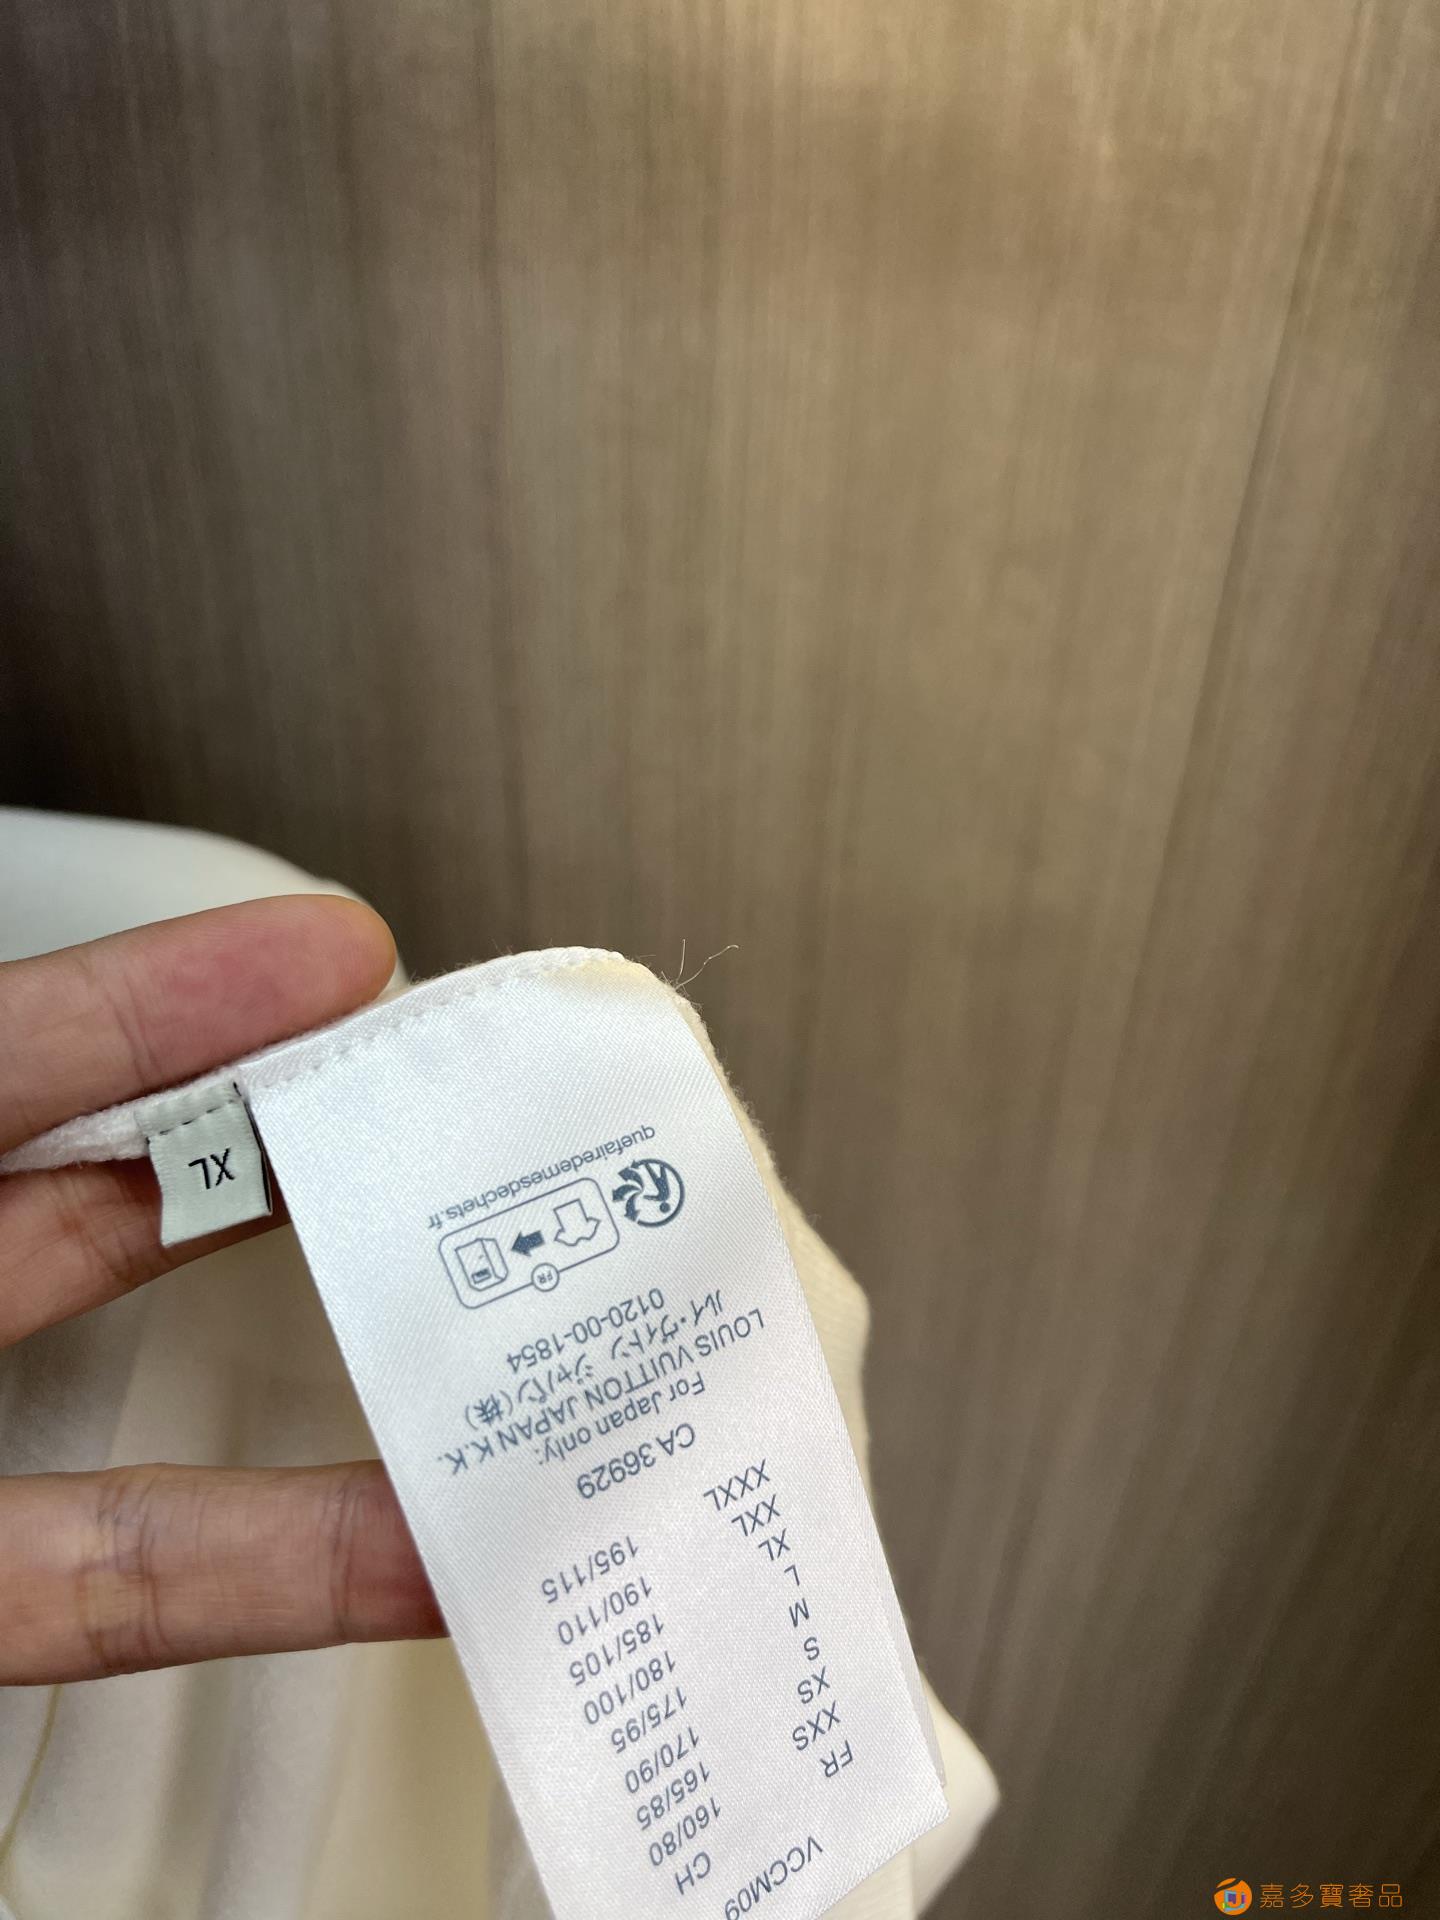 VCCM09
FR CH
XXS 160/80
XS 165/85
S 170/90
M 175/95
L 180/100
XL 185/105
XXL 190/110
XXXL 195/115
CA 36929
For Japan only:
LOUIS VUITTON JAPAN K.K.
ルイ・ヴィトン ジャパン(株)
0120-00-1854
FR
quefairedemesdechets.fr
XL
嘉多寶奢品